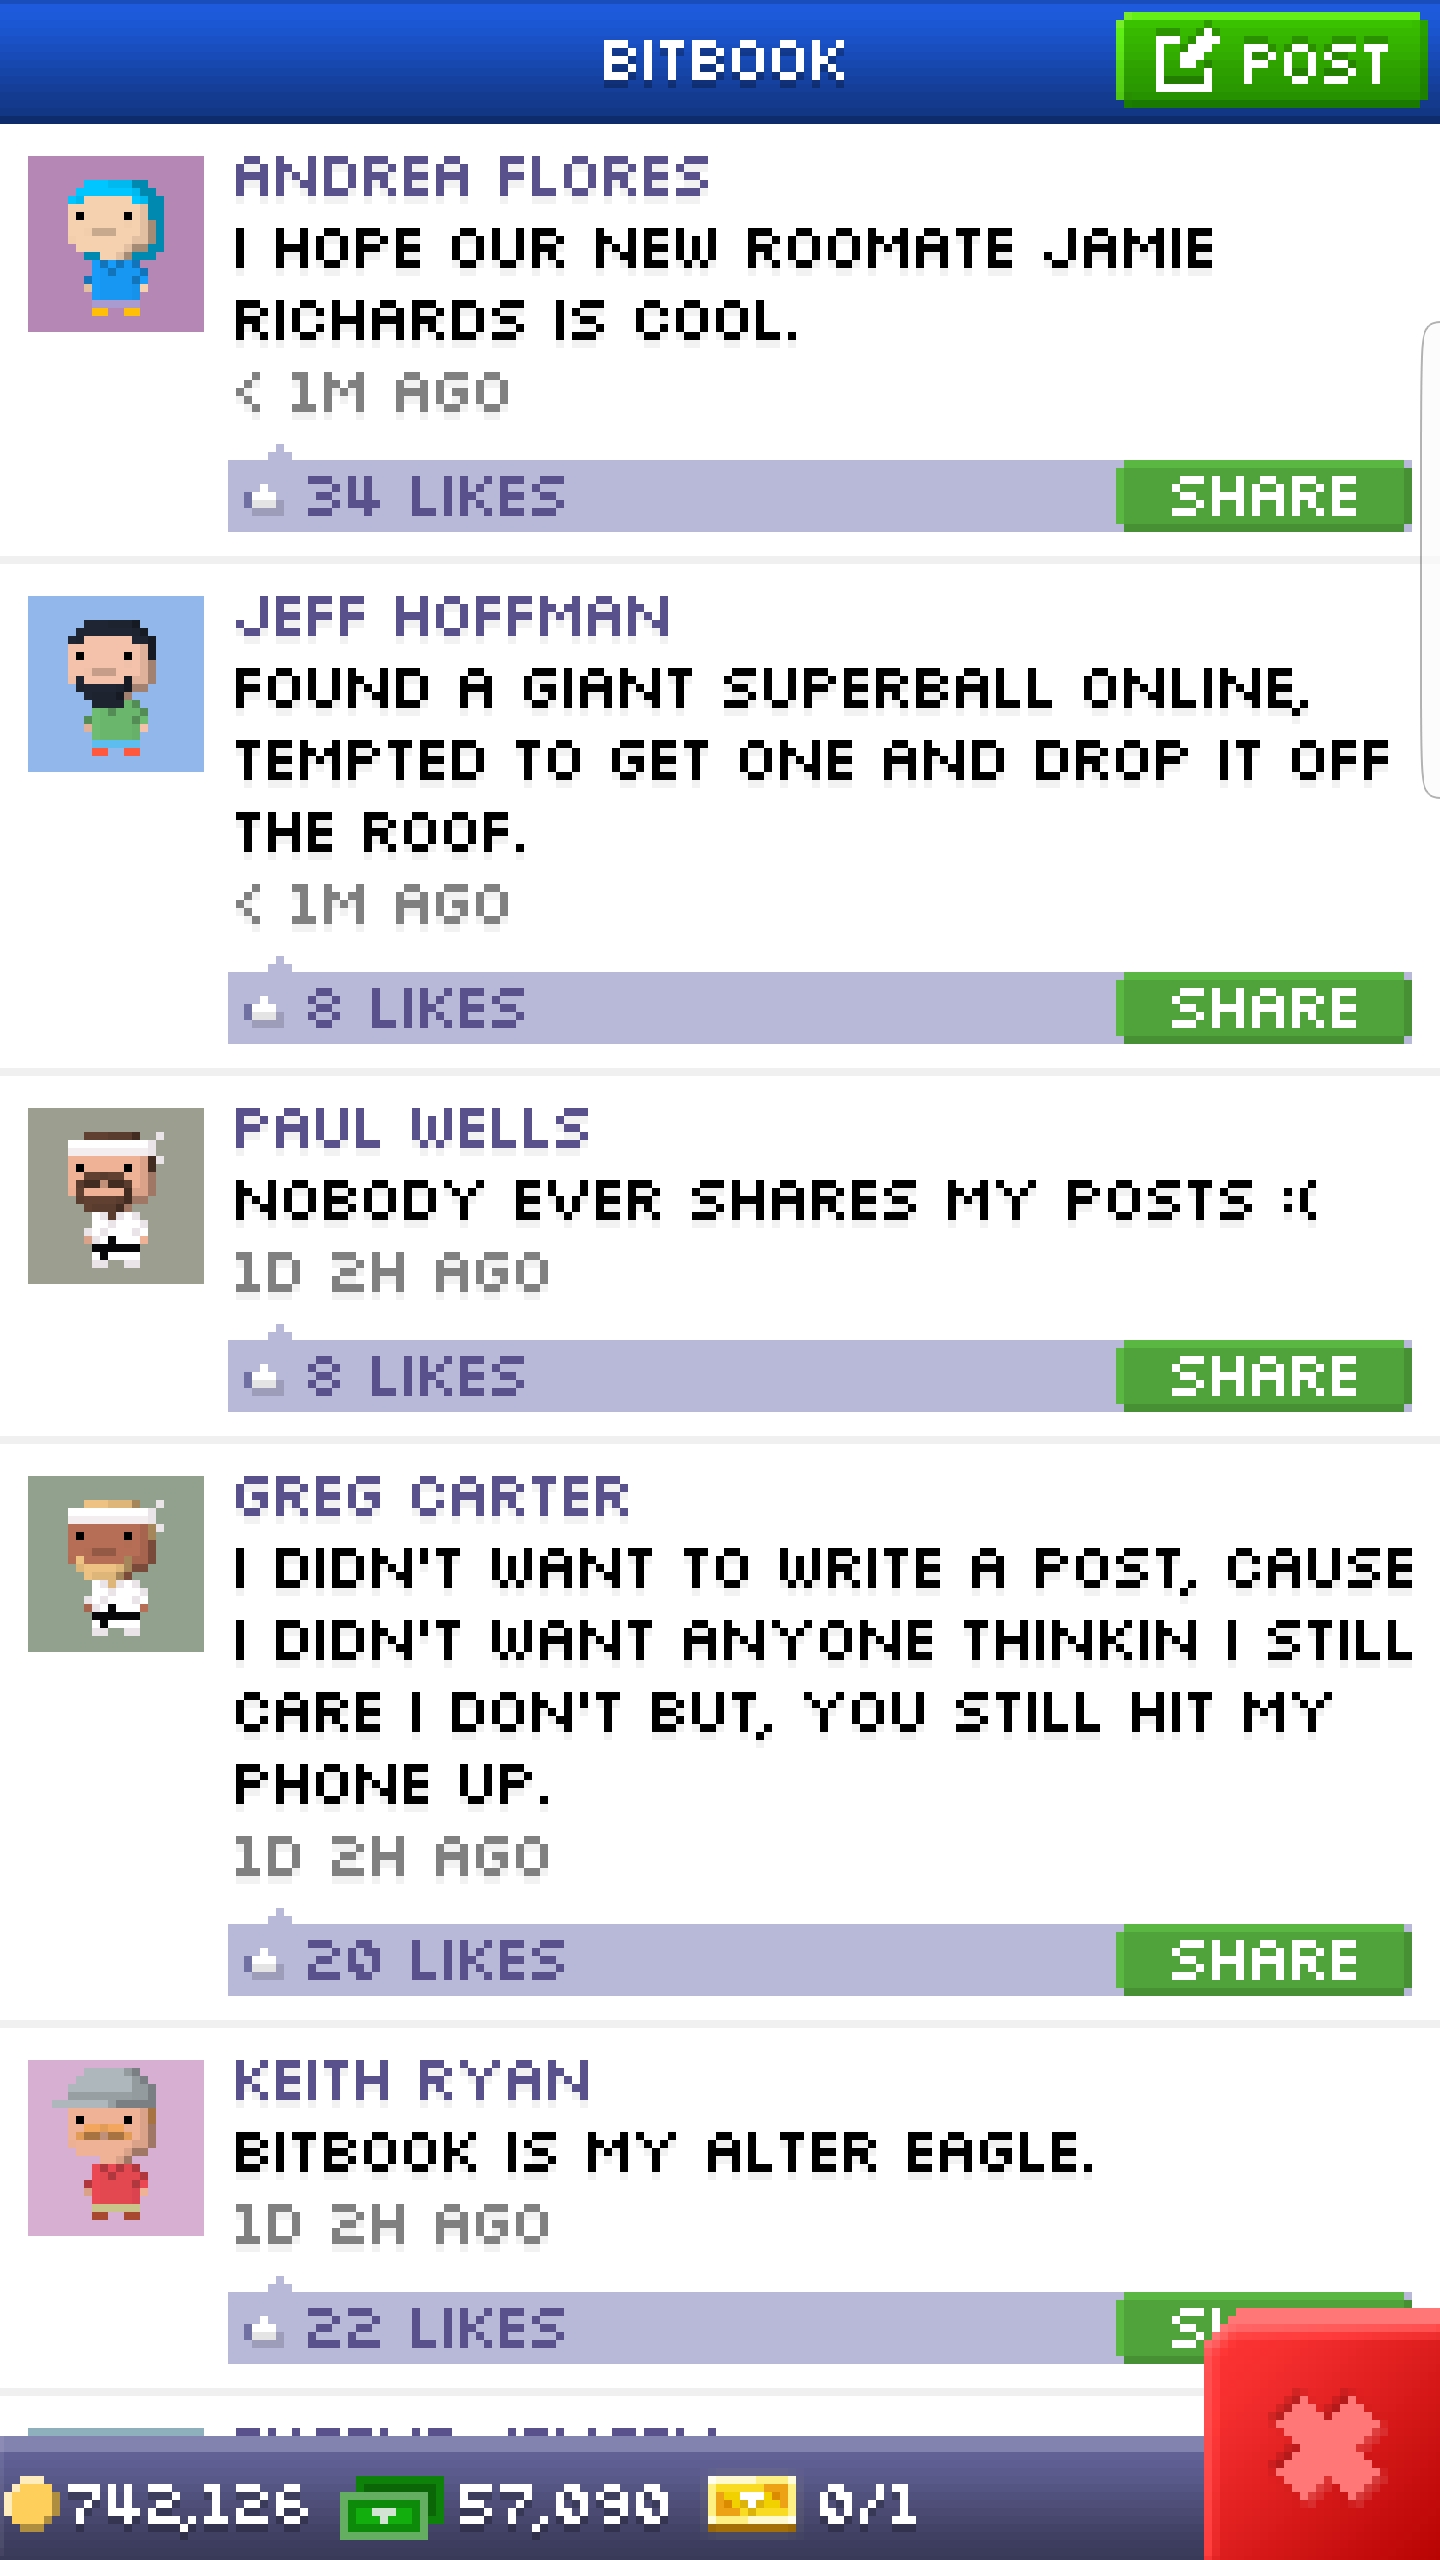 BITBOOK
POST
ANDREA FLORES
I HOPE OUR NEW ROOMATE JAMIE
RICHARDS IS COOL.
< 1M AGO
34 LIKES
SHARE
JEFF HOFFMAN
FOUND A GIANT SUPERBALL ONLINE,
TEMPTED TO GET ONE AND DROP IT OFF
THE ROOF.
< 1M AGO
8 LIKES
SHARE
PAUL WELLS
NOBODY EVER SHARES MY POSTS :(
1D 2H AGO
8 LIKES
SHARE
GREG CARTER
I DIDN'T WANT TO WRITE A POST, CAUSE
I DIDN'T WANT ANYONE THINKIN I STILL
CARE I DON'T BUT, YOU STILL HIT MY
PHONE UP.
1D 2H AGO
20 LIKES
SHARE
KEITH RYAN
BITBOOK IS MY ALTER EAGLE.
1D 2H AGO
22 LIKES
742,126
57,090
0/1